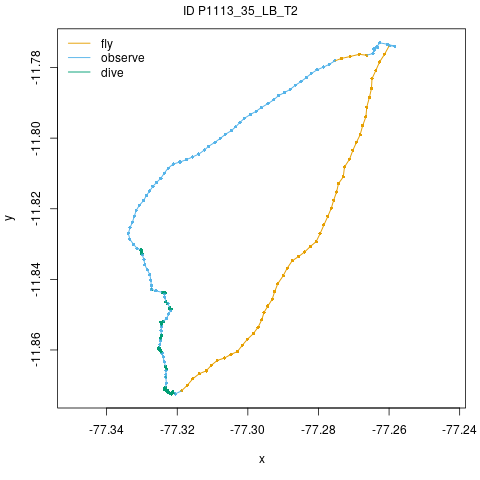 ID P1113_35_LB_T2
fly
observe
dive
-11.78
-11.80
-11.82
-11.84
-11.86
y
-77.34
-77.32
-77.30
-77.28
-77.26
-77.24
x